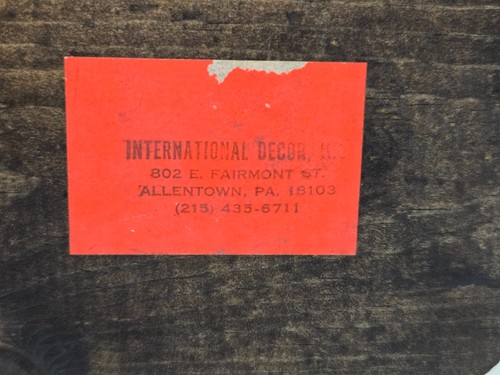 INTERNATIONAL DECOR,
802 E. FAIRMONT ST.
ALLENTOWN, PA. 18103
(215) 435-6711